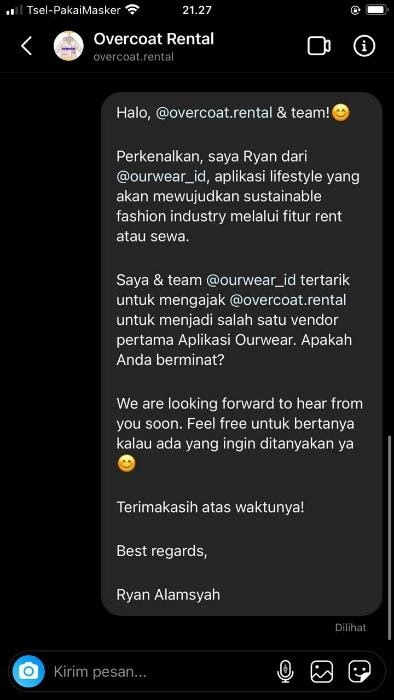 Tsel-PakaiMasker
21.27
Overcoat Rental
overcoat.rental
Halo, @overcoat.rental & team!😊
Perkenalkan, saya Ryan dari
@ourwear_id, aplikasi lifestyle yang
akan mewujudkan sustainable
fashion industry melalui fitur rent
atau sewa.
Saya & team @ourwear_id tertarik
untuk mengajak @overcoat.rental
untuk menjadi salah satu vendor
pertama Aplikasi Ourwear. Apakah
Anda berminat?
We are looking forward to hear from
you soon. Feel free untuk bertanya
kalau ada yang ingin ditanyakan ya
😊
Terimakasih atas waktunya!
Best regards,
Ryan Alamsyah
Dilihat
Kirim pesan...